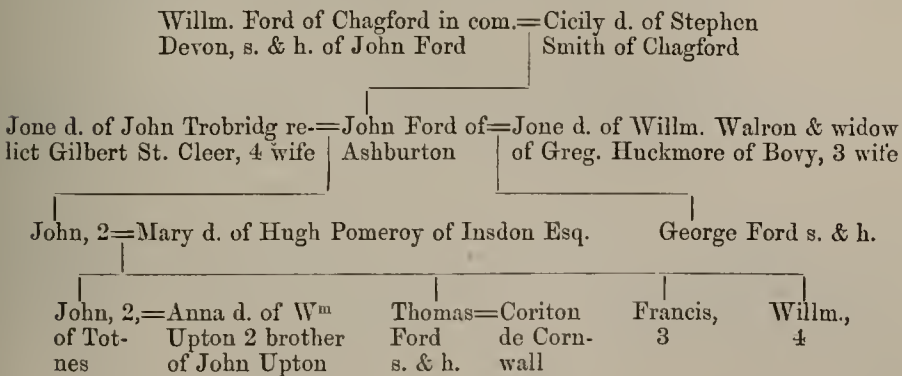 Willm. Ford of Chagford in com.=Cicily d. of Stephen
Devon, s. & h. of John Ford Smith of Chagford
Jone d. of John Trobridg re-=John Ford of=Jone d. of Willm. Walron & widow
lict Gilbert St. Cleer, 4 wife Ashburton of Greg. Huckmore of Bovy, 3 wife
John, 2=Mary d. of Hugh Pomeroy of Insdon Esq. George Ford s. & h.
John, 2,=Anna d. of Wm Thomas=Coriton Francis, Willm.,
of Tot- Upton 2 brother Ford de Corn- 3 4
nes of John Upton s. & h. wall